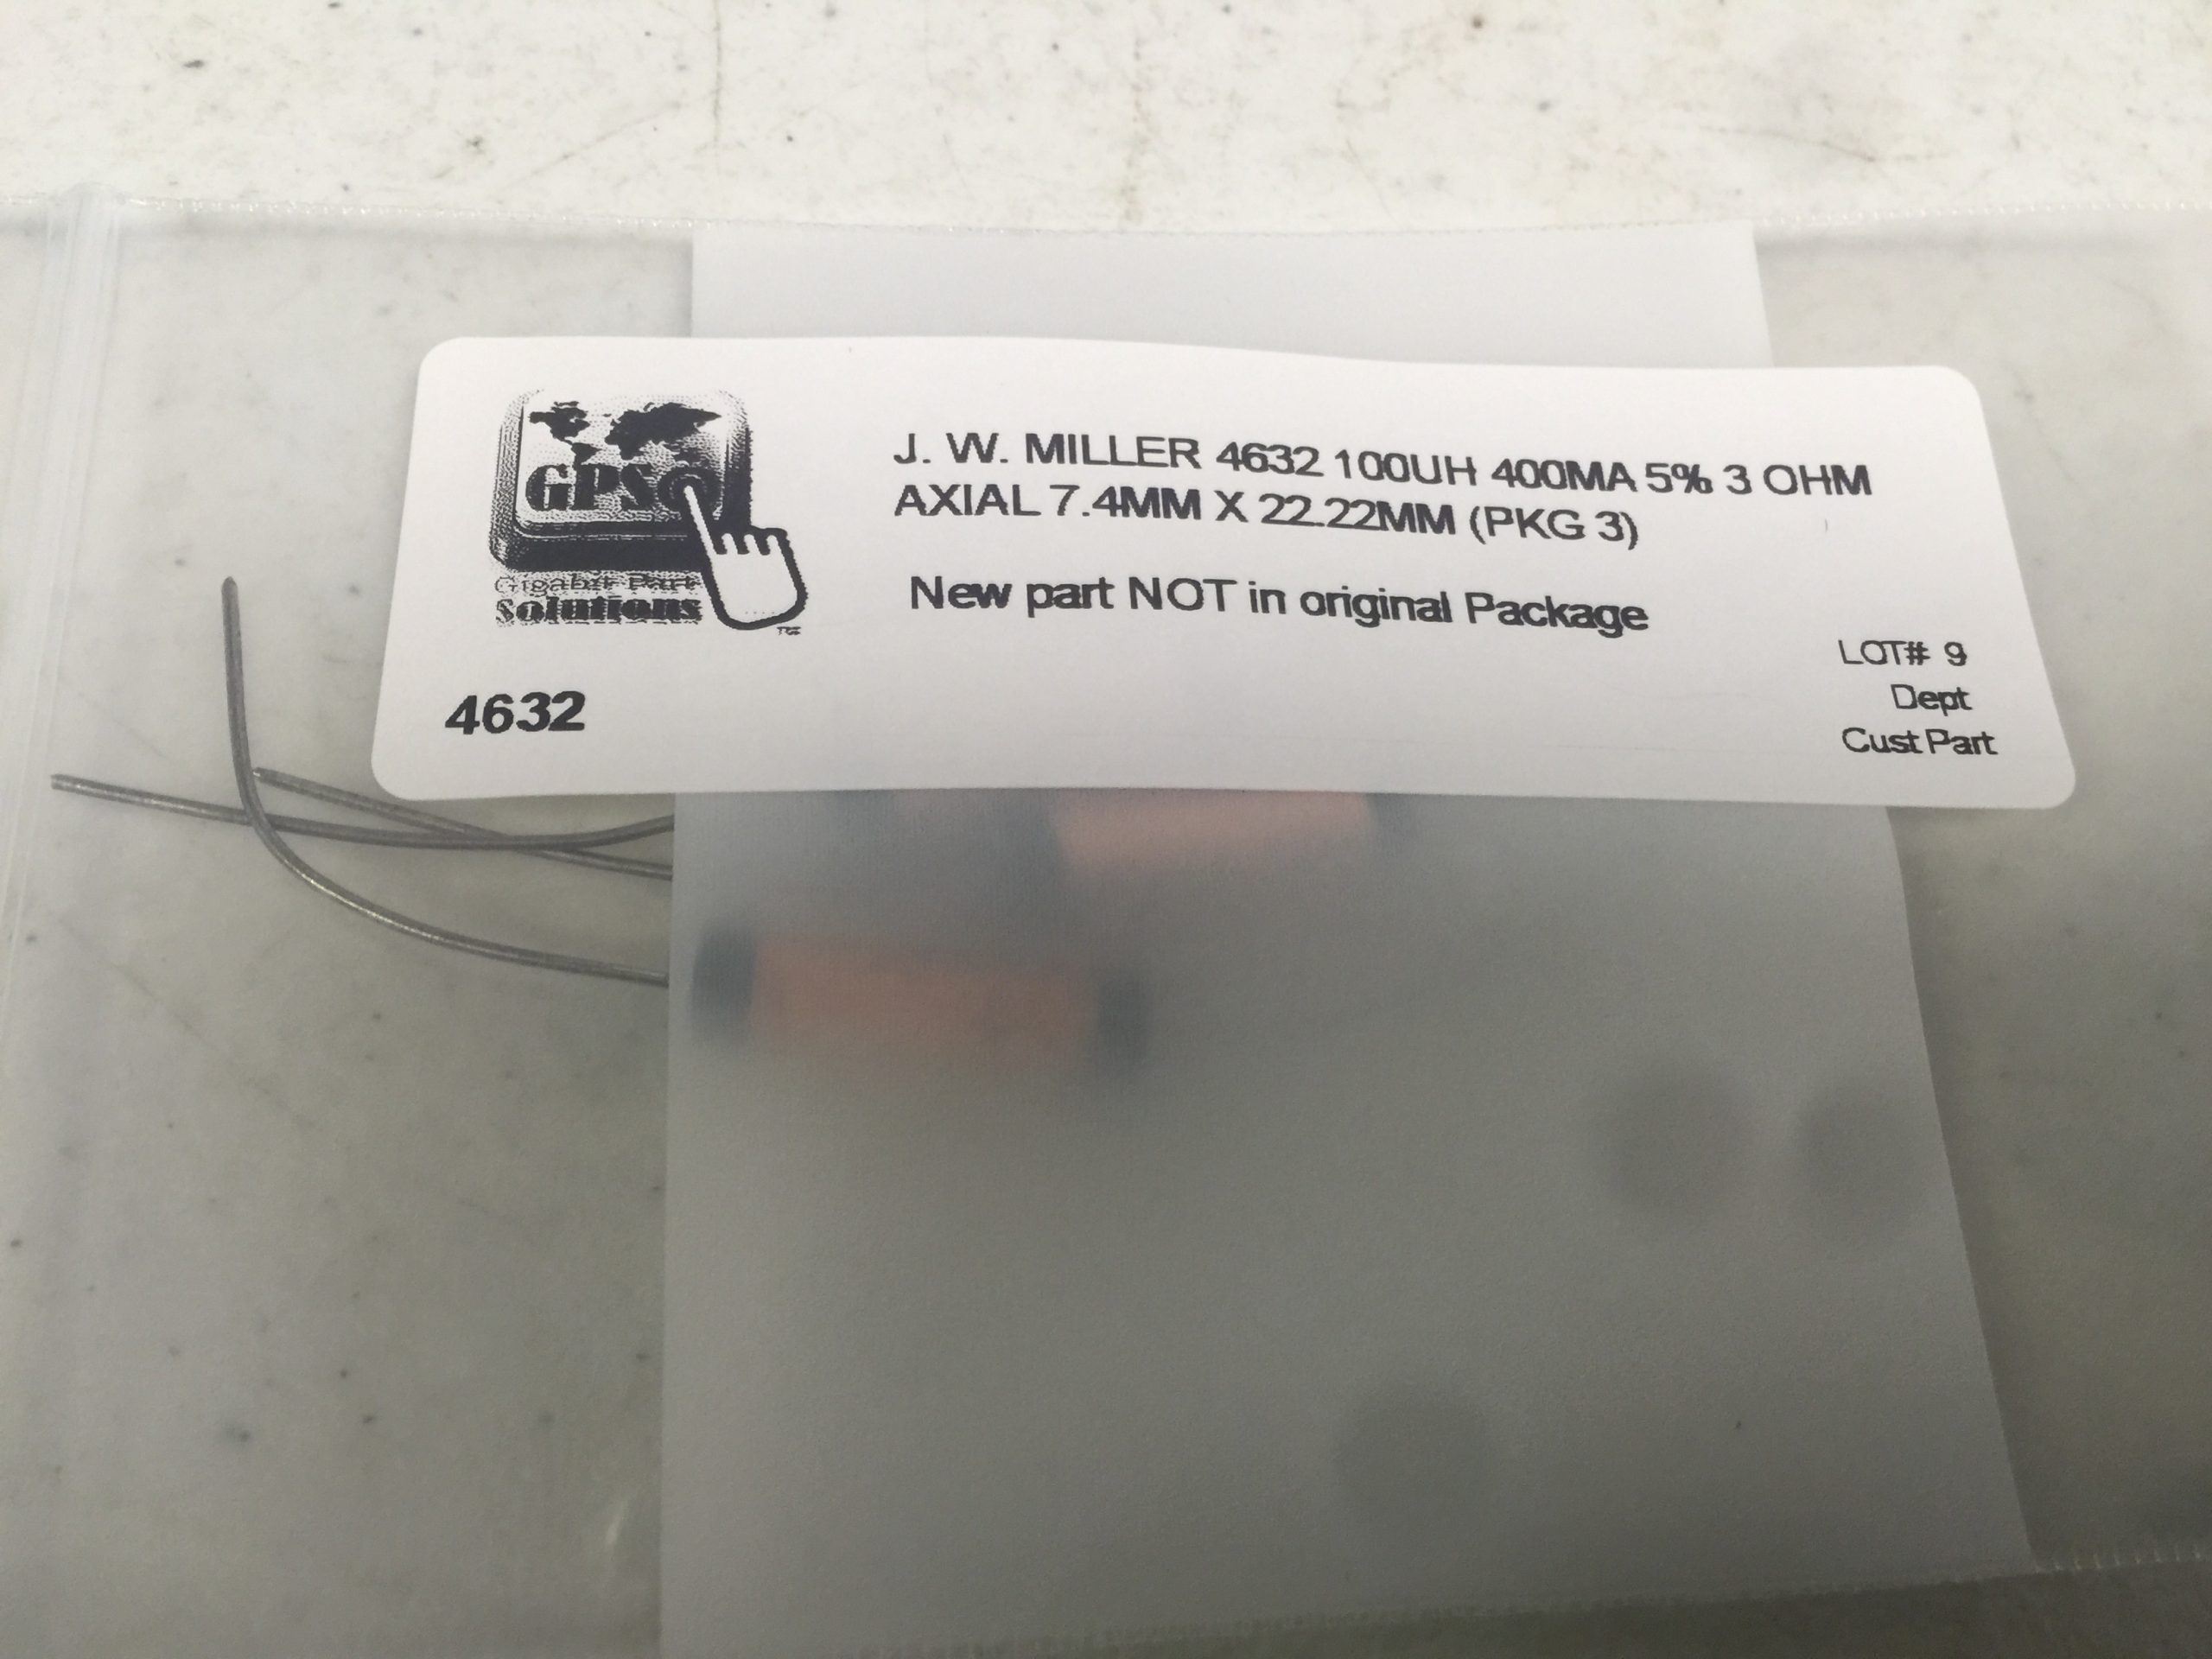 GPS
Gigabit Part
Solutions
J. W. MILLER 4632 100UH 400MA 5% 3 OHM
AXIAL 7.4MM X 22.22MM (PKG 3)
New part NOT in original Package
LOT# 9
Dept
Cust Part
4632